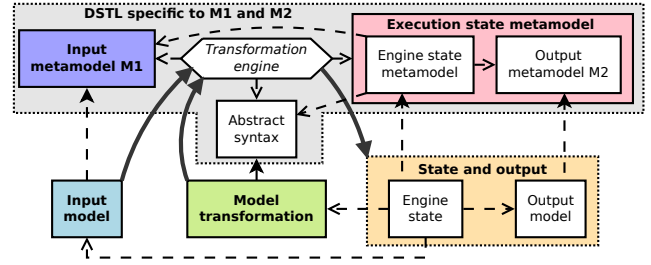 DSTL specific to M1 and M2
Execution state metamodel
Input
metamodel M1
Transformation
engine
Engine state
metamodel
Output
metamodel M2
Abstract
syntax
State and output
Input
model
Model
transformation
Engine
state
Output
model